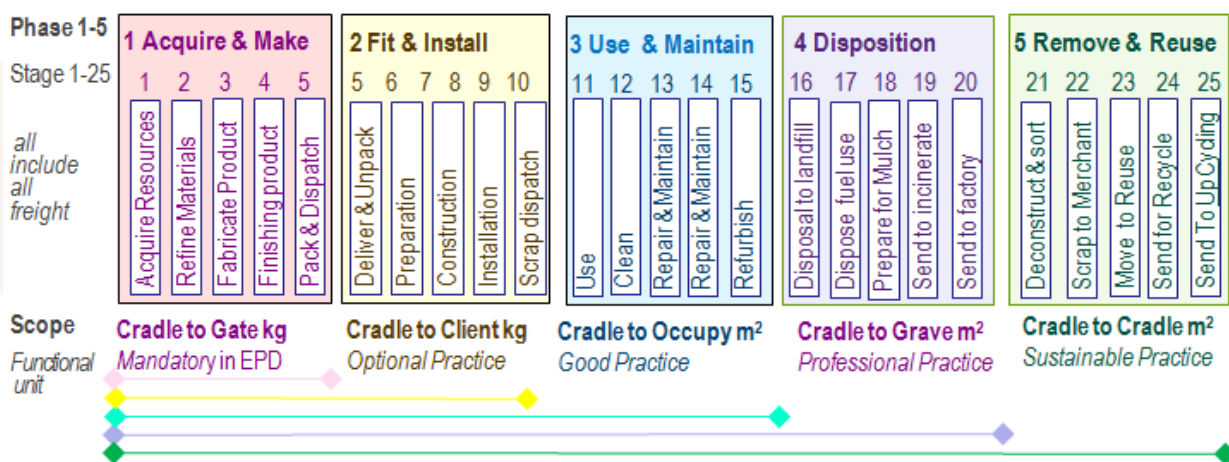 Phase 1-5
1 Acquire & Make
2 Fit & Install
3 Use & Maintain
4 Disposition
5 Remove & Reuse
Stage 1-25
1 2 3 4 5
5 6 7 8 9 10
11 12 13 14 15
16 17 18 19 20
21 22 23 24 25
all
include
all
freight
Acquire Resources
Refine Materials
Fabricate Product
Finishing product
Pack & Dispatch
Deliver & Unpack
Preparation
Construction
Installation
Scrap dispatch
Use
Clean
Repair & Maintain
Repair & Maintain
Refurbish
Disposal to landfill
Dispose fuel use
Prepare for Mulch
Send to incinerate
Send to factory
Deconstruct & sort
Scrap to Merchant
Move to Reuse
Send for Recycle
Send To UpCycling
Scope
Cradle to Gate kg
Cradle to Client kg
Cradle to Occupy m²
Cradle to Grave m²
Cradle to Cradle m²
Functional
unit
Mandatory in EPD
Optional Practice
Good Practice
Professional Practice
Sustainable Practice